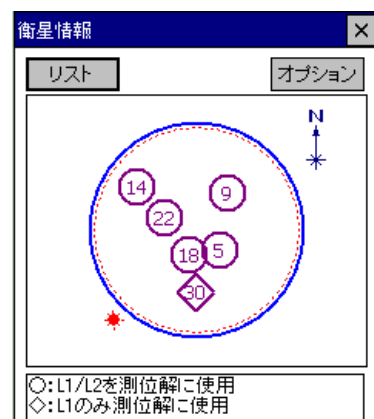 衛星情報
リスト
オプション
N
14
9
22
18
5
30
○:L1/L2を測位解に使用
◇:L1のみ測位解に使用